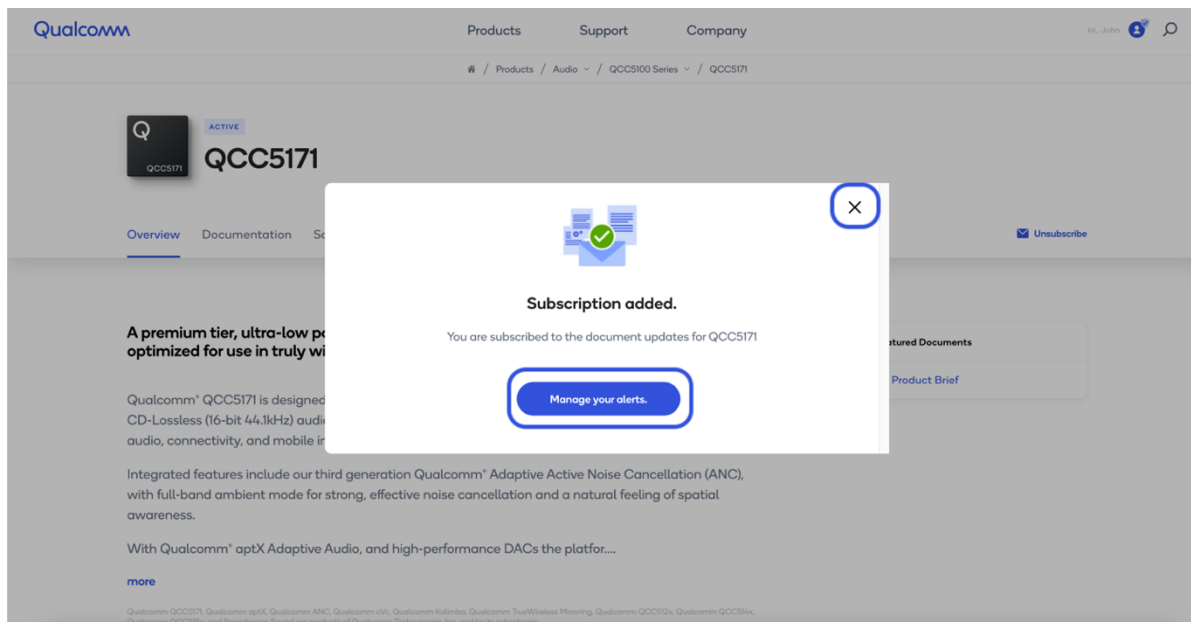 Qualcomm
Products Support Company
Hi, John
/ Products / Audio / QCC5100 Series / QCC5171
Q
QCC5171
ACTIVE
QCC5171
Overview Documentation So
Unsubscribe
Subscription added.
You are subscribed to the document updates for QCC5171
Manage your alerts.
A premium tier, ultra-low po
optimized for use in truly wi
atured Documents
Product Brief
Qualcomm® QCC5171 is designed
CD-Lossless (16-bit 44.1kHz) audi
audio, connectivity, and mobile in
Integrated features include our third generation Qualcomm® Adaptive Active Noise Cancellation (ANC),
with full-band ambient mode for strong, effective noise cancellation and a natural feeling of spatial
awareness.
With Qualcomm® aptX Adaptive Audio, and high-performance DACs the platfor....
more
Qualcomm QCC5171, Qualcomm aptX, Qualcomm ANC, Qualcomm cVc, Qualcomm Kalimba, Qualcomm TrueWireless Mirroring, Qualcomm QCC512x, Qualcomm QCC514x,